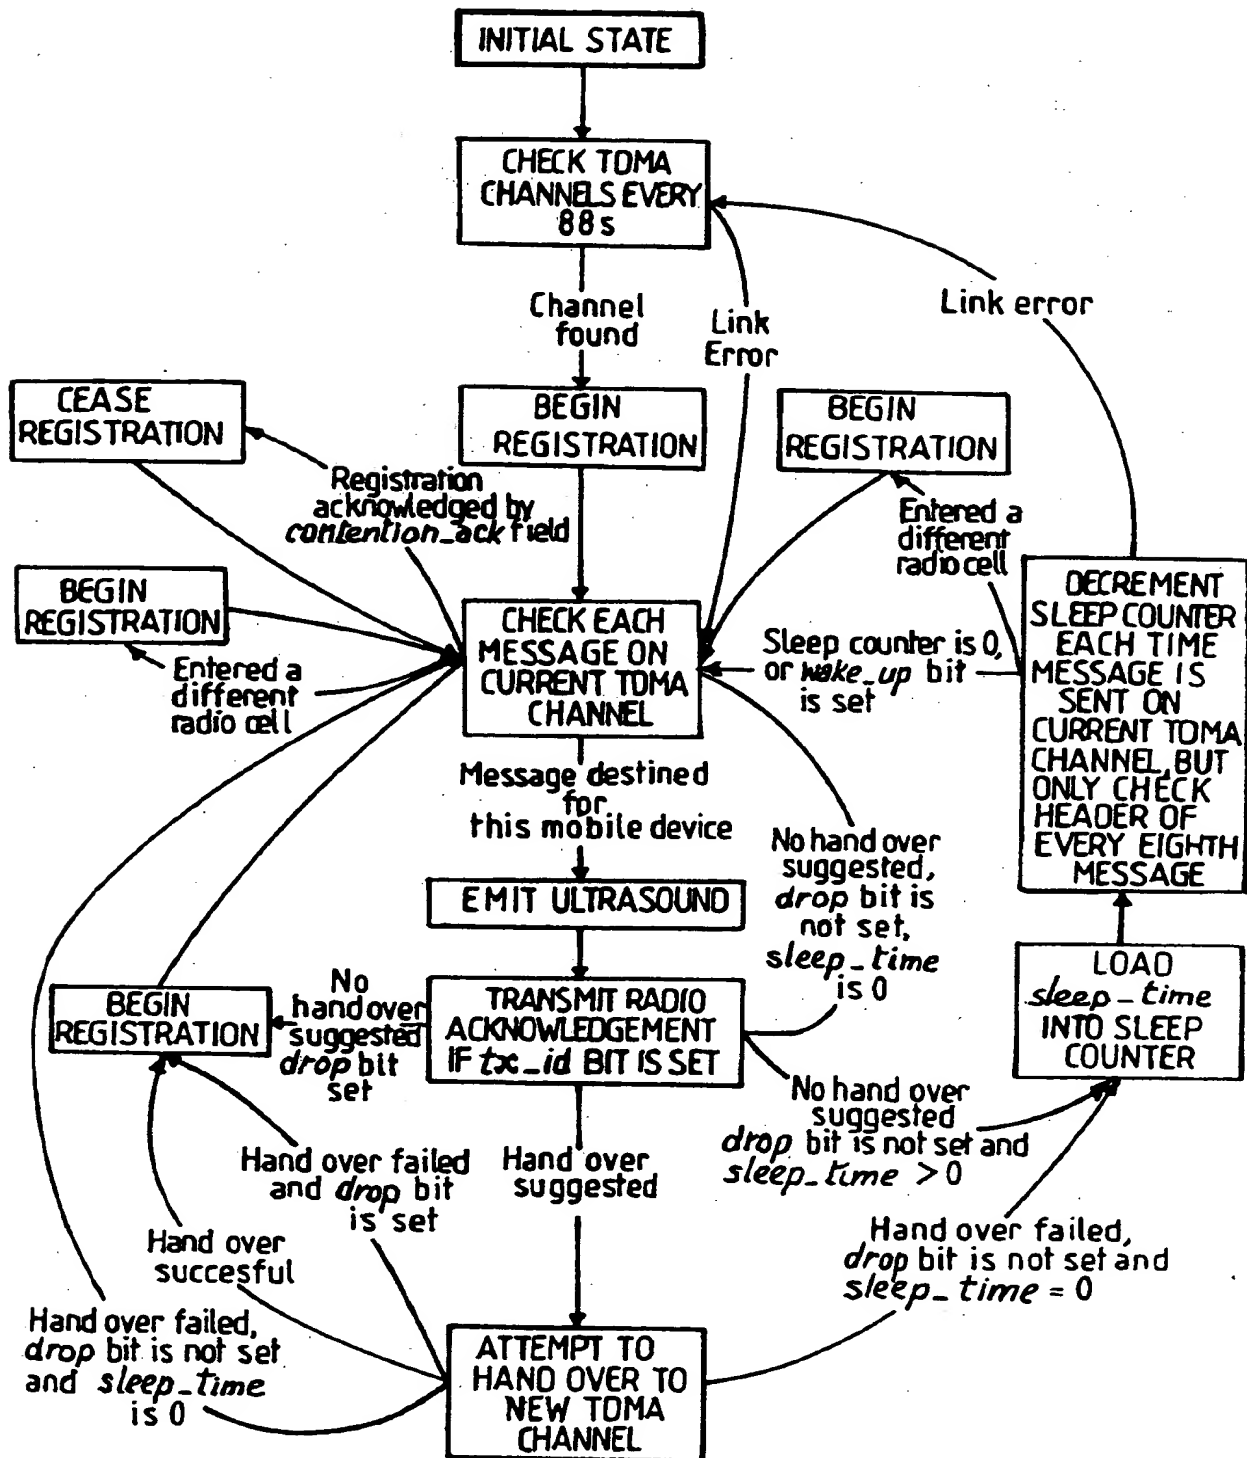 INITIAL STATE
CHECK TDMA
CHANNELS EVERY
88s
Channel
found
Link
Error
Link error
CEASE
REGISTRATION
BEGIN
REGISTRATION
BEGIN
REGISTRATION
Registration
acknowledged by
contention_ack field
Entered a
different
radio cell
BEGIN
REGISTRATION
Entered a
different
radio cell
CHECK EACH
MESSAGE ON
CURRENT TDMA
CHANNEL
Sleep counter is 0,
or wake_up bit
is set
DECREMENT
SLEEP COUNTER
EACH TIME
MESSAGE IS
SENT ON
CURRENT TDMA
CHANNEL, BUT
ONLY CHECK
HEADER OF
EVERY EIGHTH
MESSAGE
Message destined
for
this mobile device
No hand over
suggested,
drop bit is
not set,
sleep_time
is 0
EMIT ULTRASOUND
BEGIN
REGISTRATION
No
hand over
suggested
drop bit
set
TRANSMIT RADIO
ACKNOWLEDGEMENT
IF tx_id BIT IS SET
LOAD
sleep_time
INTO SLEEP
COUNTER
No hand over
suggested
drop bit is not set and
sleep_time > 0
Hand over failed
and drop bit
is set
Hand over
suggested
Hand over
succesful
Hand over failed,
drop bit is not set and
sleep_time = 0
Hand over failed,
drop bit is not set
and sleep_time
is 0
ATTEMPT TO
HAND OVER TO
NEW TDMA
CHANNEL